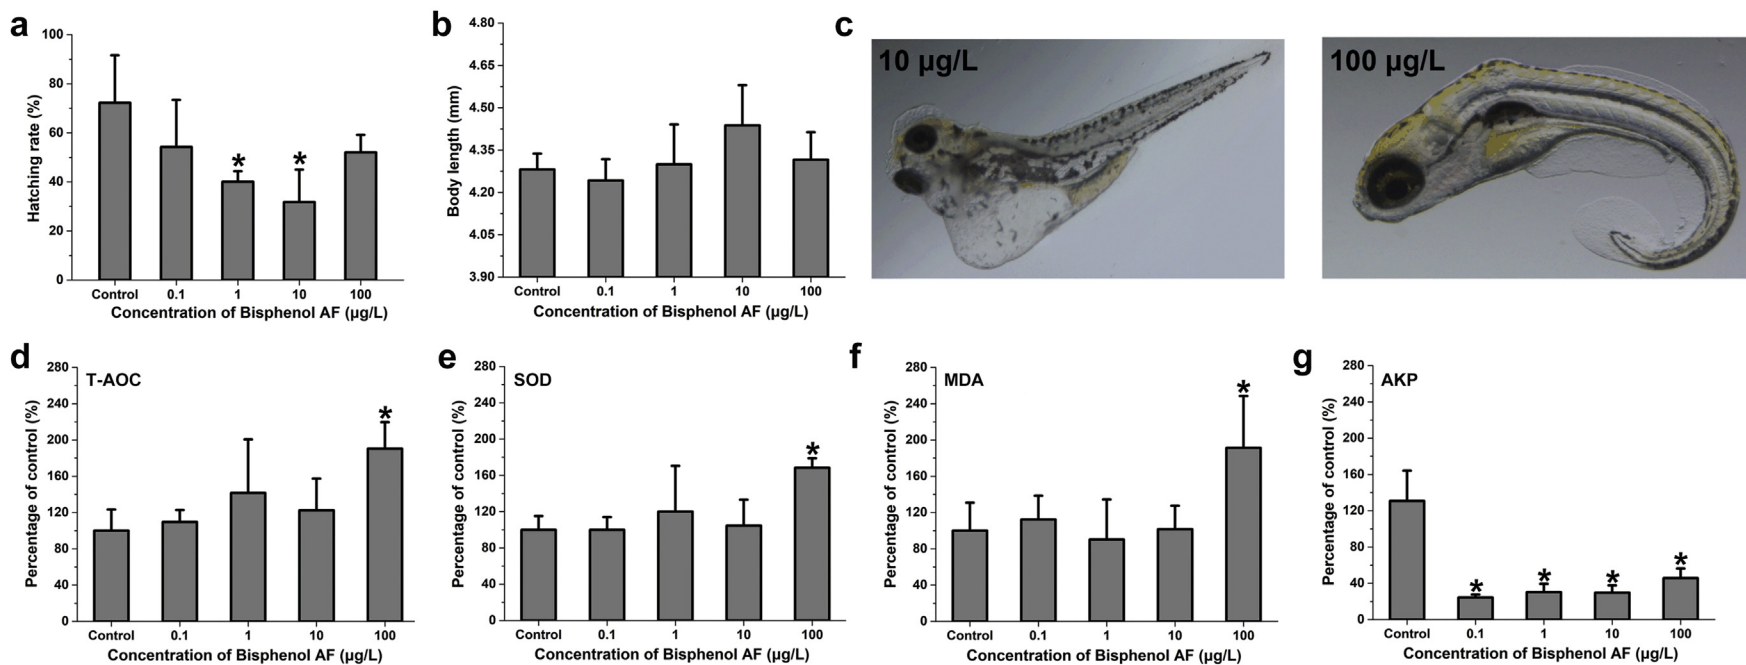 a
100
80
60
40
20
0
Hatching rate (%)
*
*
Control
0.1
1
10
100
Concentration of Bisphenol AF (µg/L)
b
4.80
4.65
4.50
4.35
4.20
4.05
3.90
Body length (mm)
Control
0.1
1
10
100
Concentration of Bisphenol AF (µg/L)
c
10 µg/L
100 µg/L
d
280
240
200
160
120
80
40
0
Percentage of control (%)
T-AOC
*
Control
0.1
1
10
100
Concentration of Bisphenol AF (µg/L)
e
280
240
200
160
120
80
40
0
Percentage of control (%)
SOD
*
Control
0.1
1
10
100
Concentration of Bisphenol AF (µg/L)
f
280
240
200
160
120
80
40
0
Percentage of control (%)
MDA
*
Control
0.1
1
10
100
Concentration of Bisphenol AF (µg/L)
g
280
240
200
160
120
80
40
0
Percentage of control (%)
AKP
*
*
*
*
Control
0.1
1
10
100
Concentration of Bisphenol AF (µg/L)